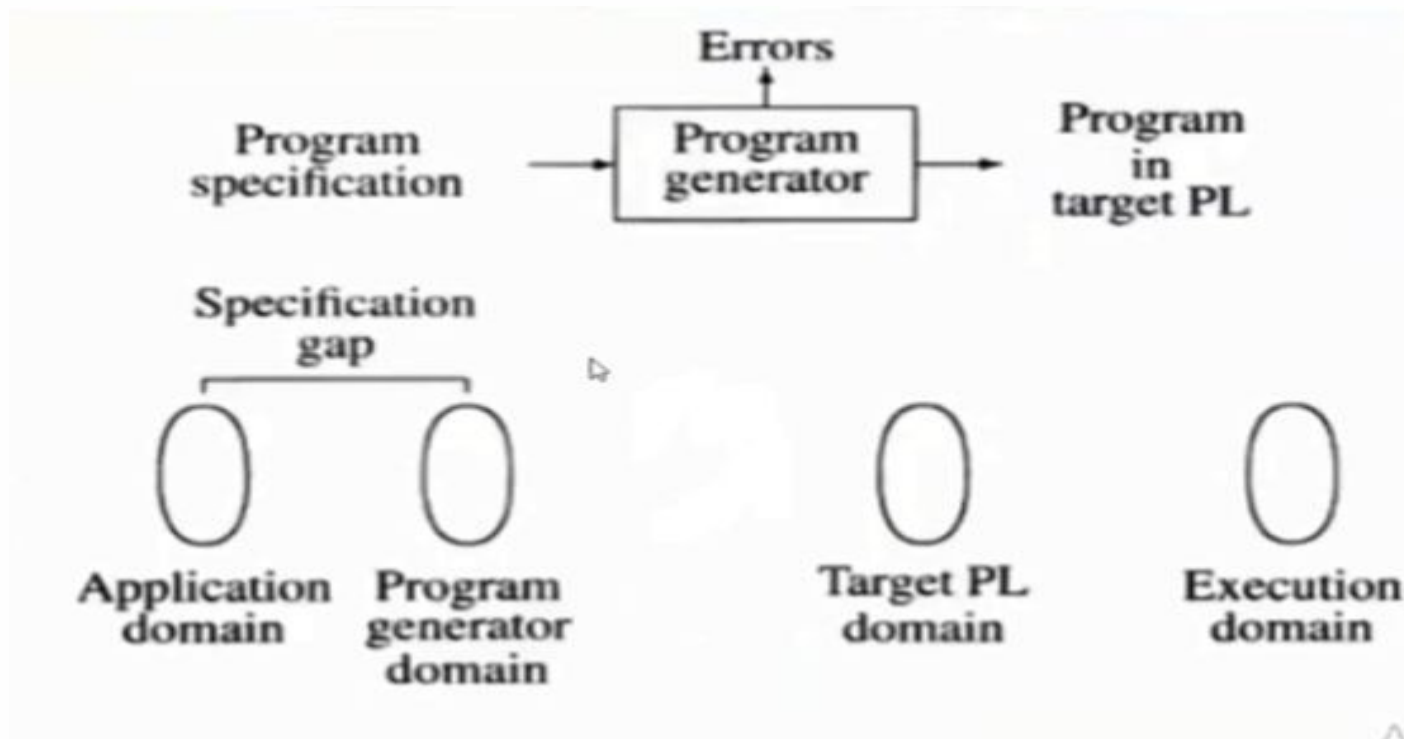 Errors
Program
specification
Program
generator
Program
in
target PL
Specification
gap
Application
domain
Program
generator
domain
Target PL
domain
Execution
domain